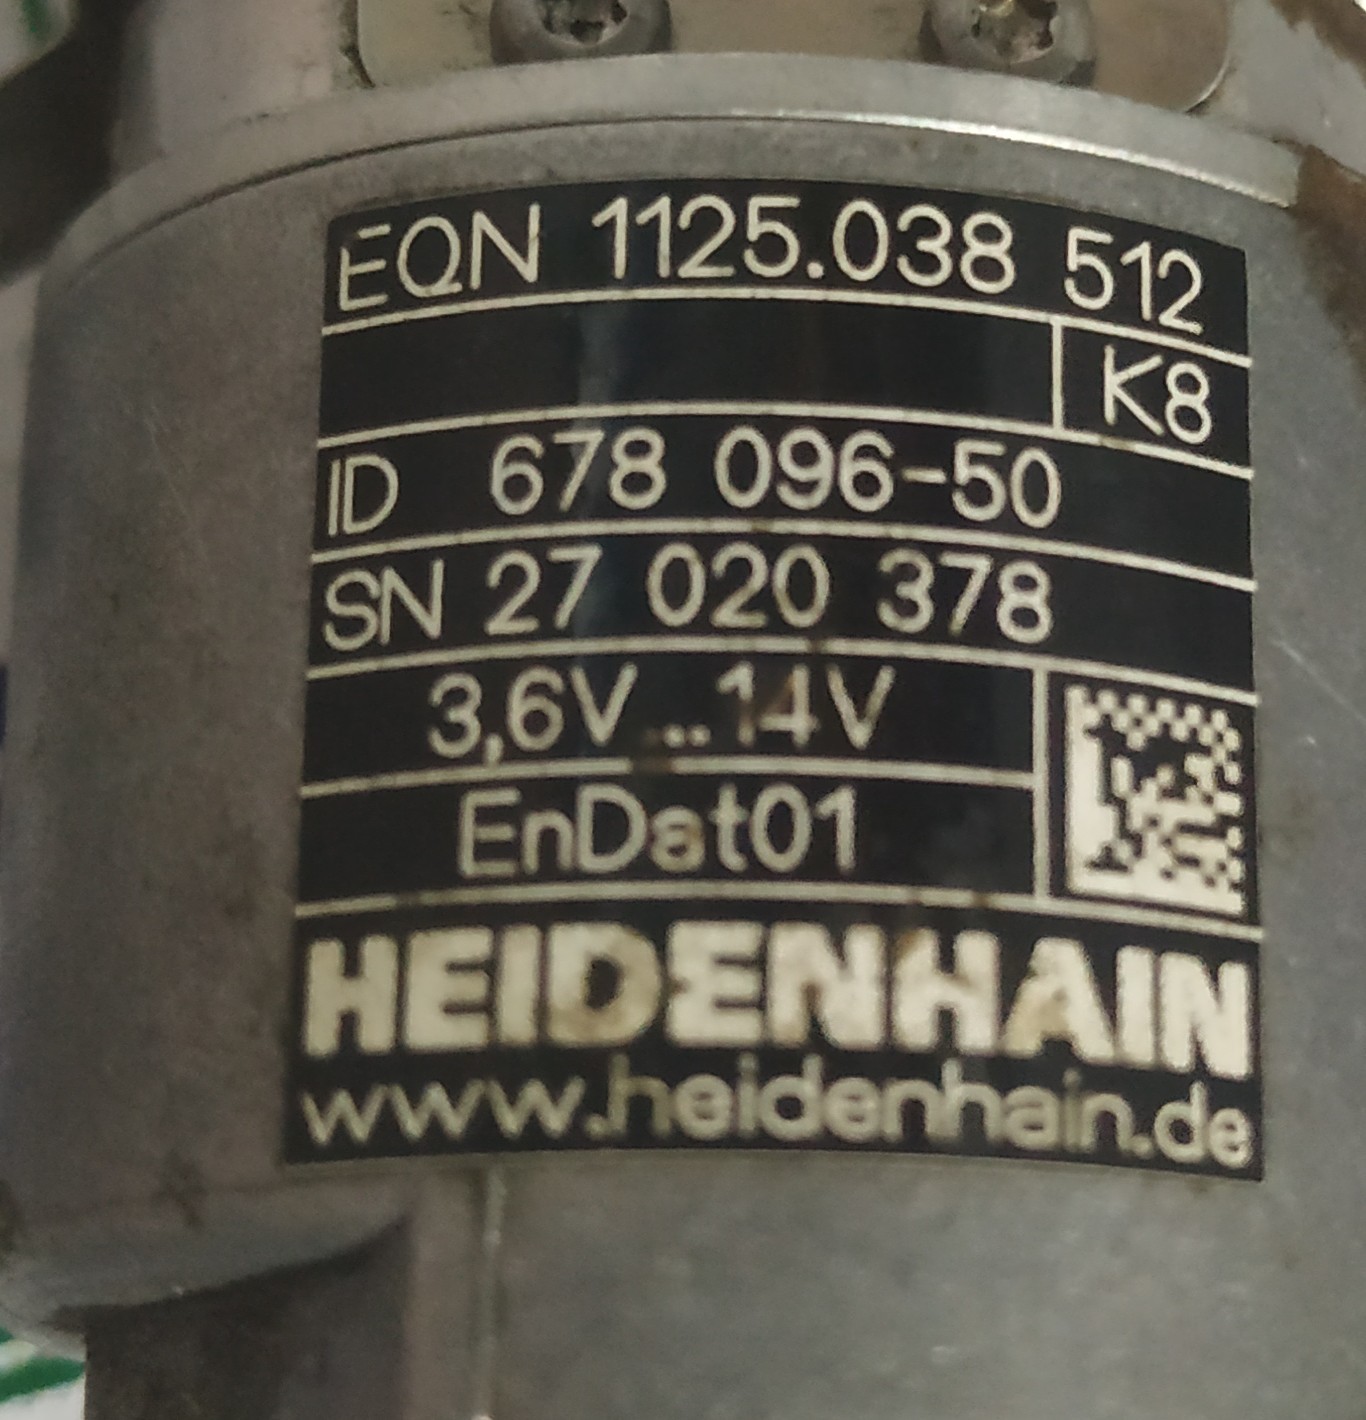 EQN 1125.038 512
K8
ID 678 096-50
SN 27 020 378
3,6V...14V
EnDat01
HEIDENHAIN
www.heidenhain.de